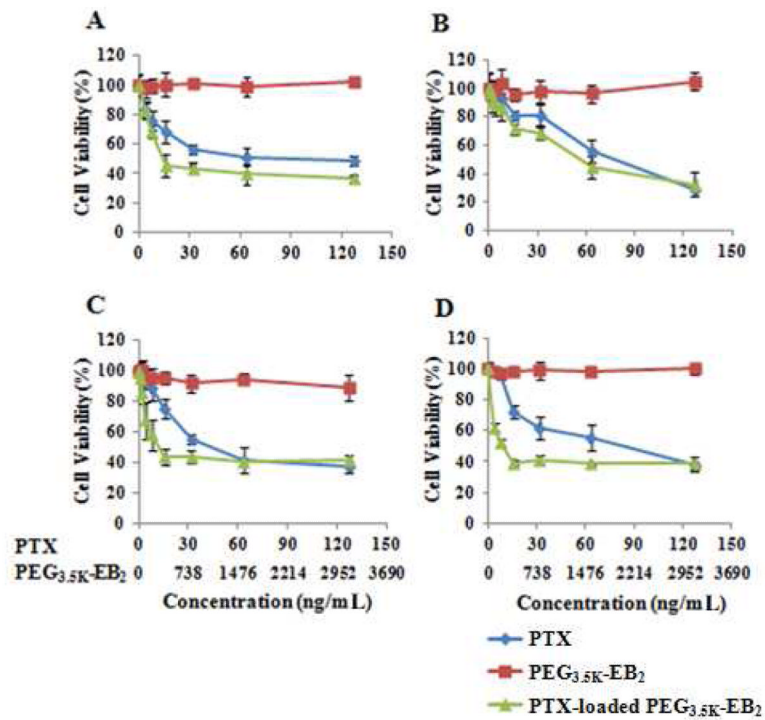 A
B
120
100
80
60
40
20
0
Cell Viability (%)
0 30 60 90 120 150
120
100
80
60
40
20
0
Cell Viability (%)
0 30 60 90 120 150
C
D
120
100
80
60
40
20
0
Cell Viability (%)
120
100
80
60
40
20
0
Cell Viability (%)
PTX 0 30 60 90 120 150 0 30 60 90 120 150
PEG3.5K-EB2 0 738 1476 2214 2952 3690 0 738 1476 2214 2952 3690
Concentration (ng/mL) Concentration (ng/mL)
PTX
PEG3.5K-EB2
PTX-loaded PEG3.5K-EB2